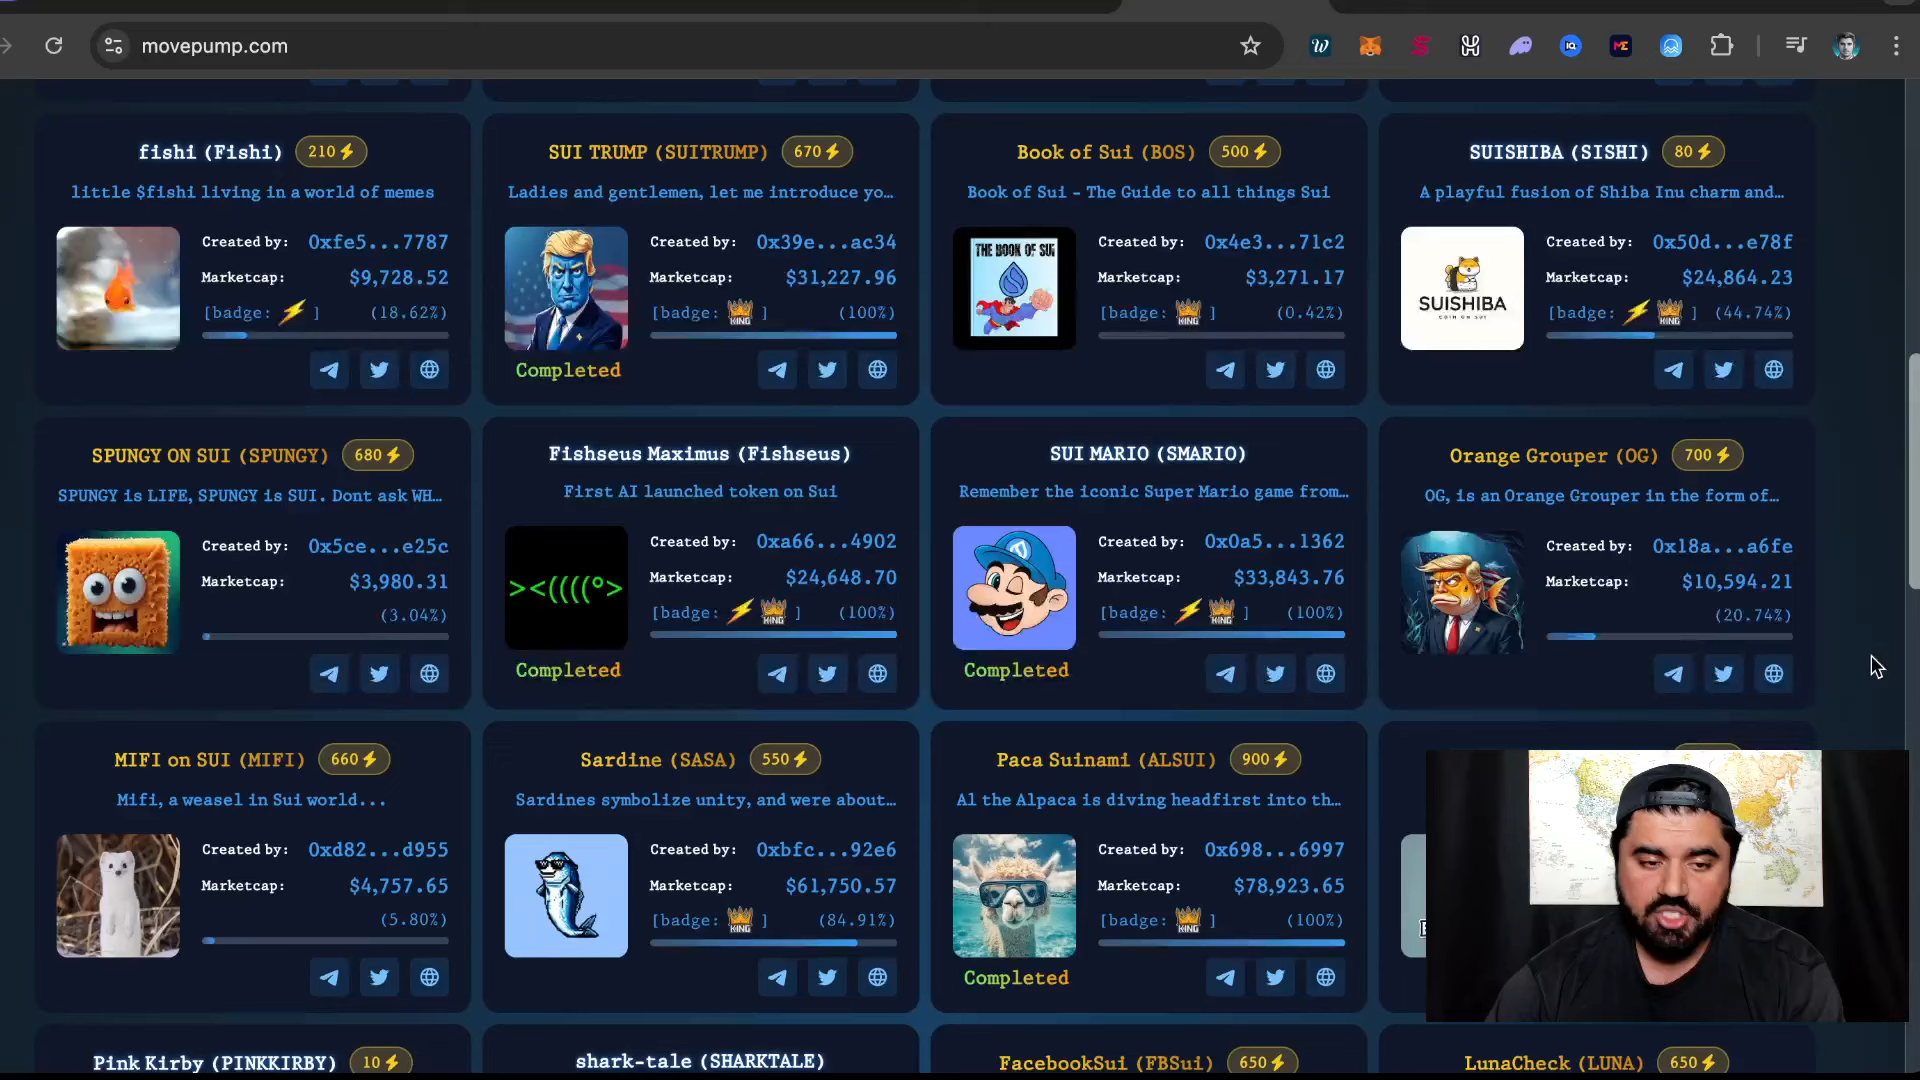 movepump.com
fishi (Fishi) 210
little $fishi living in a world of memes
Created by: 0xfe5...7787
Marketcap: $9,728.52
[badge: ] (18.62%)
SUI TRUMP (SUITRUMP) 670
Ladies and gentlemen, let me introduce yo...
Created by: 0x39e...ac34
Marketcap: $31,227.96
[badge: KING ] (100%)
Completed
Book of Sui (BOS) 500
Book of Sui - The Guide to all things Sui
THE BOOK OF SUI
Created by: 0x4e3...71c2
Marketcap: $3,271.17
[badge: KING ] (0.42%)
SUISHIBA (SISHI) 80
A playful fusion of Shiba Inu charm and...
SUISHIBA
COIN ON SUI
Created by: 0x50d...e78f
Marketcap: $24,864.23
[badge: KING ] (44.74%)
SPUNGY ON SUI (SPUNGY) 680
SPUNGY is LIFE, SPUNGY is SUI. Dont ask WH...
Created by: 0x5ce...e25c
Marketcap: $3,980.31
(3.04%)
Fishseus Maximus (Fishseus)
First AI launched token on Sui
><((((°>
Created by: 0xa66...4902
Marketcap: $24,648.70
[badge: KING ] (100%)
Completed
SUI MARIO (SMARIO)
Remember the iconic Super Mario game from...
Created by: 0x0a5...1362
Marketcap: $33,843.76
[badge: KING ] (100%)
Completed
Orange Grouper (OG) 700
OG, is an Orange Grouper in the form of...
Created by: 0x18a...a6fe
Marketcap: $10,594.21
(20.74%)
MIFI on SUI (MIFI) 660
Mifi, a weasel in Sui world...
Created by: 0xd82...d955
Marketcap: $4,757.65
(5.80%)
Sardine (SASA) 550
Sardines symbolize unity, and were about...
Created by: 0xbfc...92e6
Marketcap: $61,750.57
[badge: KING ] (84.91%)
Paca Suinami (ALSUI) 900
Al the Alpaca is diving headfirst into th...
Created by: 0x698...6997
Marketcap: $78,923.65
[badge: KING ] (100%)
Completed
Pink Kirby (PINKKIRBY) 10
shark-tale (SHARKTALE)
FacebookSui (FBSui) 650
LunaCheck (LUNA) 650